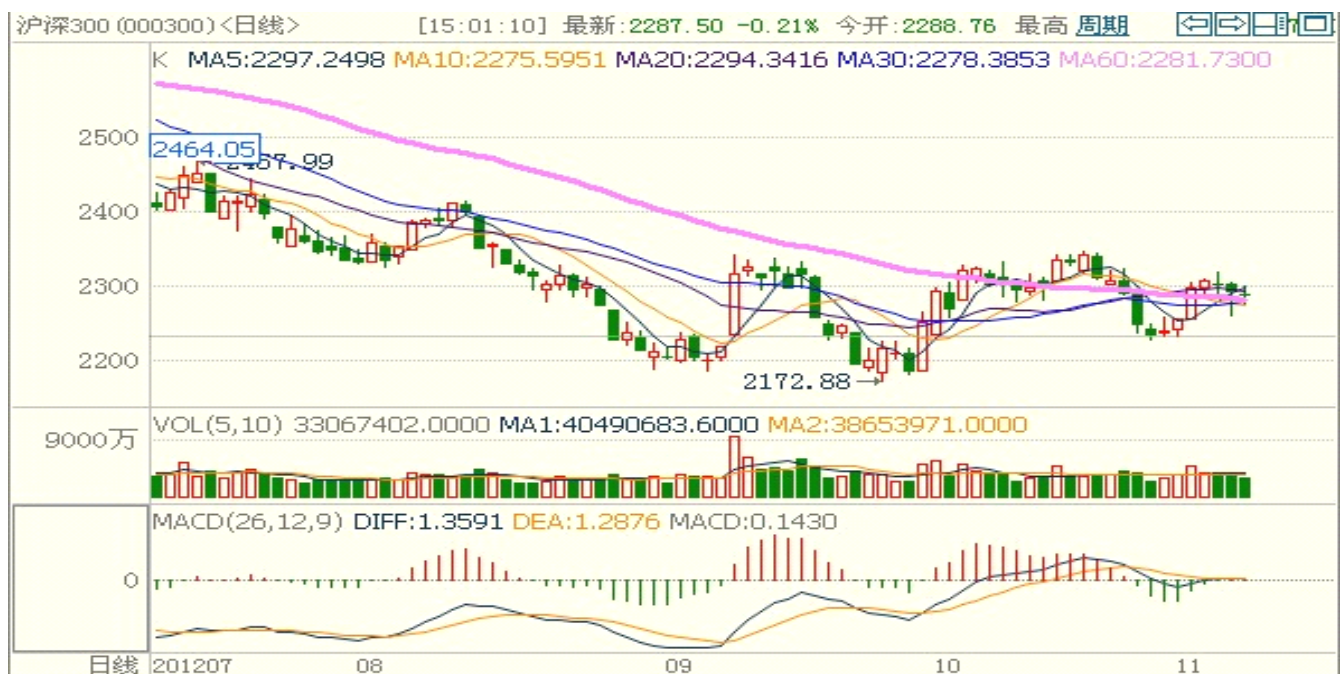 沪深300 (000300)<日线> [15:01:10] 最新:2287.50 -0.21% 今开:2288.76 最高 周期
K MA5:2297.2498 MA10:2275.5951 MA20:2294.3416 MA30:2278.3853 MA60:2281.7300
2500
2464.05
2467.99
2400
2300
2200
2172.88
VOL(5,10) 33067402.0000 MA1:40490683.6000 MA2:38653971.0000
9000万
MACD(26,12,9) DIFF:1.3591 DEA:1.2876 MACD:0.1430
0
日线 201207 08 09 10 11